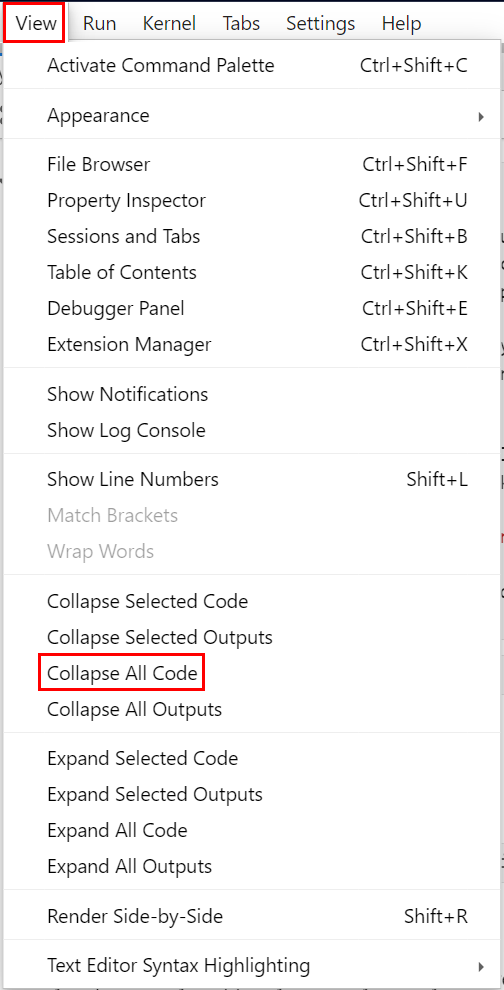 View Run Kernel Tabs Settings Help
Activate Command Palette Ctrl+Shift+C
Appearance
File Browser Ctrl+Shift+F
Property Inspector Ctrl+Shift+U
Sessions and Tabs Ctrl+Shift+B
Table of Contents Ctrl+Shift+K
Debugger Panel Ctrl+Shift+E
Extension Manager Ctrl+Shift+X
Show Notifications
Show Log Console
Show Line Numbers Shift+L
Match Brackets
Wrap Words
Collapse Selected Code
Collapse Selected Outputs
Collapse All Code
Collapse All Outputs
Expand Selected Code
Expand Selected Outputs
Expand All Code
Expand All Outputs
Render Side-by-Side Shift+R
Text Editor Syntax Highlighting